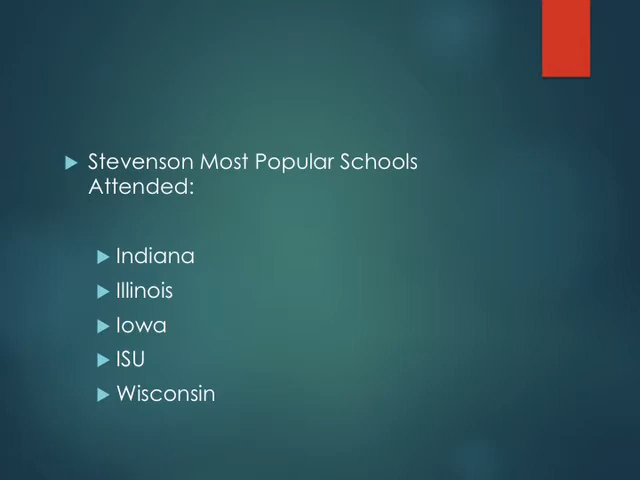 Stevenson Most Popular Schools
Attended:
Indiana
Illinois
Iowa
ISU
Wisconsin